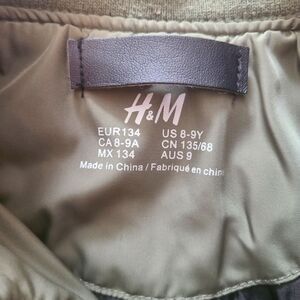 H&M
EUR134 US 8-9Y
CA 8-9A CN 135/68
MX 134 AUS 9
Made in China / Fabriqué en chine